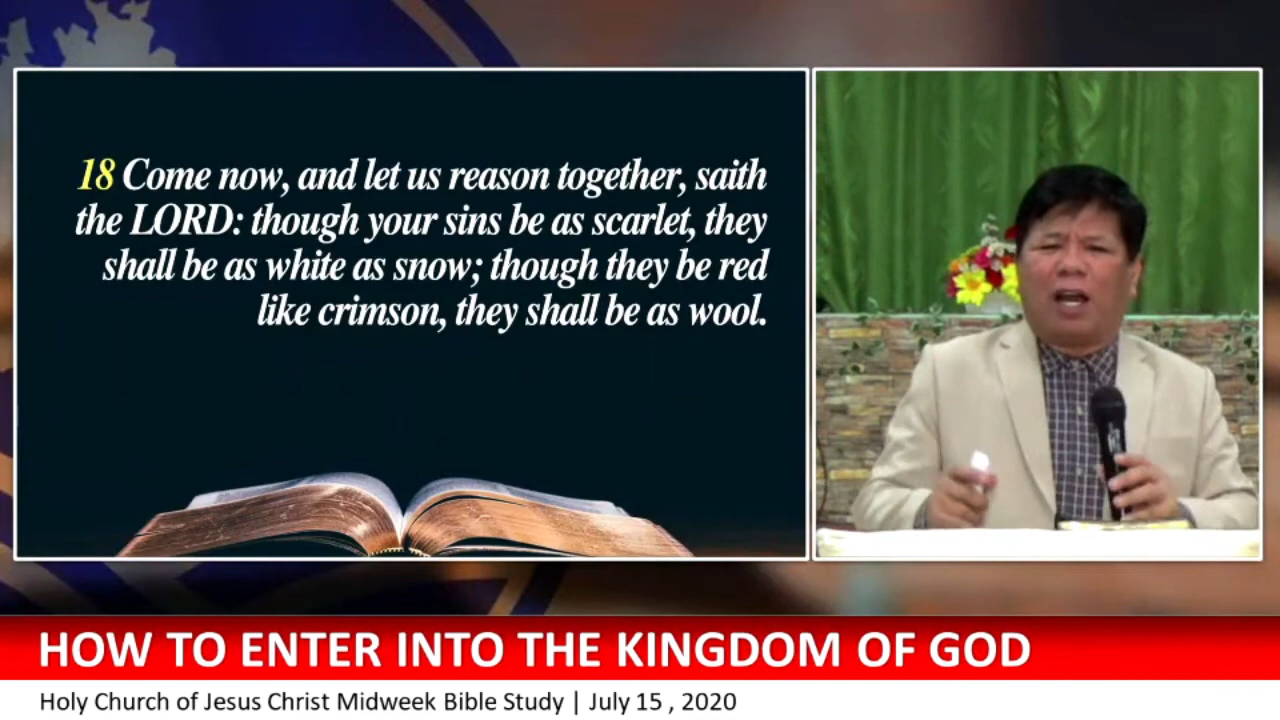 18 Come now, and let us reason together, saith
the LORD: though your sins be as scarlet, they
shall be as white as snow; though they be red
like crimson, they shall be as wool.
HOW TO ENTER INTO THE KINGDOM OF GOD
Holy Church of Jesus Christ Midweek Bible Study | July 15 , 2020